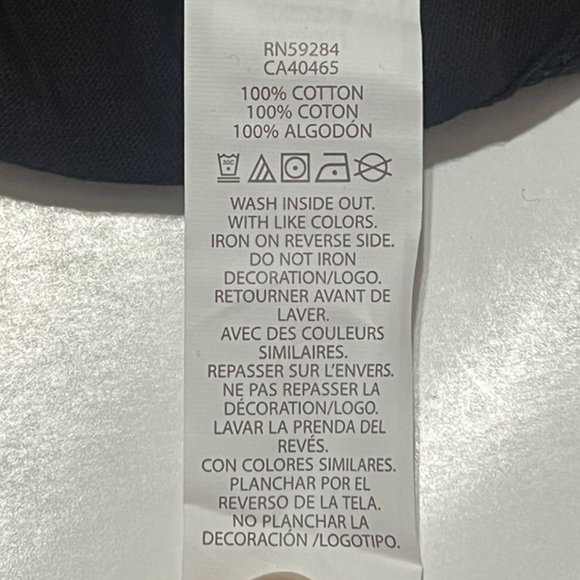 RN59284
CA40465
100% COTTON
100% COTON
100% ALGODÓN
WASH INSIDE OUT.
WITH LIKE COLORS.
IRON ON REVERSE SIDE.
DO NOT IRON
DECORATION/LOGO.
RETOURNER AVANT DE
LAVER.
AVEC DES COULEURS
SIMILAIRES.
REPASSER SUR L'ENVERS.
NE PAS REPASSER LA
DÉCORATION/LOGO.
LAVAR LA PRENDA DEL
REVÉS.
CON COLORES SIMILARES.
PLANCHAR POR EL
REVERSO DE LA TELA.
NO PLANCHAR LA
DECORACIÓN /LOGOTIPO.